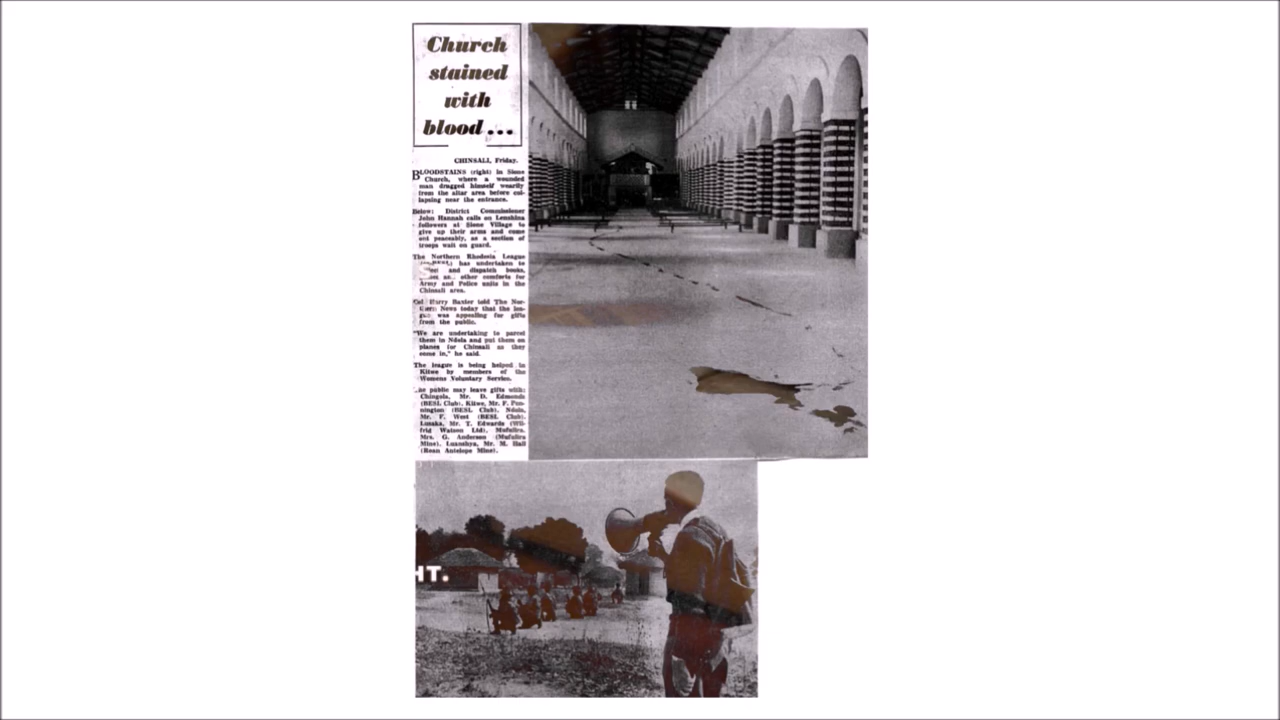 Church
stained
with
blood ...
CHINSALI, Friday.
BLOODSTAINS (right) in Sione
Church, where a wounded
man dragged himself wearily
from the altar area before col-
lapsing near the entrance.
Below: District Commissioner
John Hannah calls on Lenshina
followers at Sione Village to
give up their arms and come
out peaceably, as a section of
troops wait on guard.
The Northern Rhodesia League
has undertaken to
and dispatch books,
other comforts for
Army and Police units in the
Chinsali area.
Harry Baxter told The Nor-
News today that the lea-
was appealing for gifts
from the public.
"We are undertaking to parcel
them in Ndola and put them on
planes for Chinsali as they
come in," he said.
The league is being helped in
Kitwe by members of the
Womens Voluntary Service.
public may leave gifts with:
Chingola, Mr. D. Edmonds
(BESL Club), Kitwe, Mr. F. Pen-
nington (BESL Club), Ndola,
Mr. F. West (BESL Club),
Lusaka, Mr. T. Edwards (Wil-
frid Watson Ltd), Mufulira,
Mrs. G. Anderson (Mufulira
Mine), Luanshya, Mr. M. Hall
(Roan Antelope Mine).
HT.